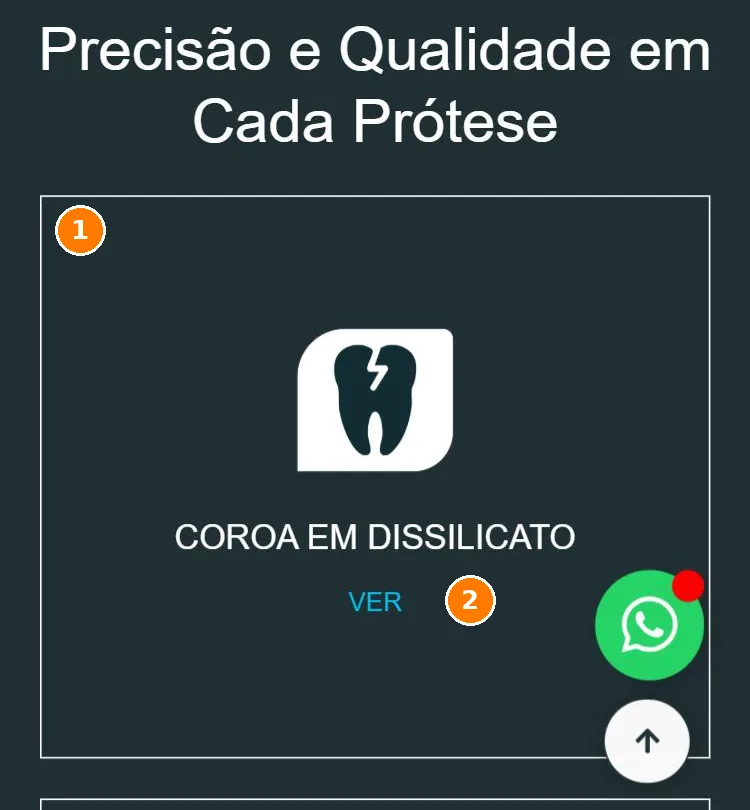 Precisão e Qualidade em
Cada Prótese
1
COROA EM DISSILICATO
VER
2